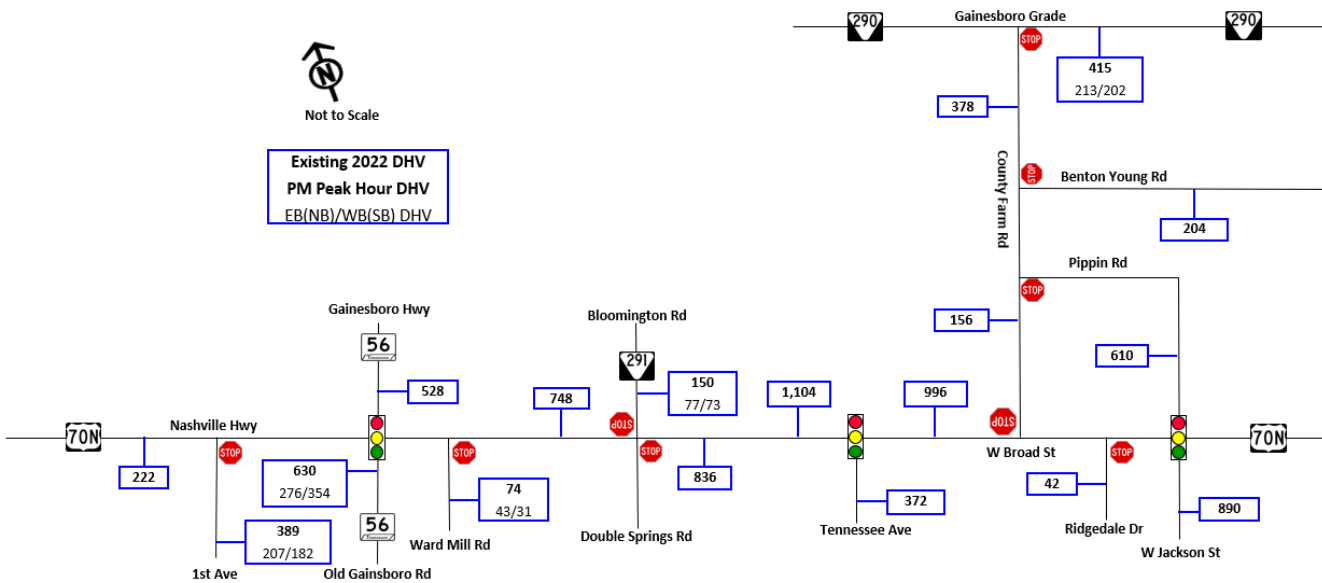 Gainesboro Grade
290
290
STOP
415
213/202
N
Not to Scale
378
Existing 2022 DHV
PM Peak Hour DHV
EB(NB)/WB(SB) DHV
County Farm Rd
STOP
Benton Young Rd
204
Pippin Rd
STOP
Gainesboro Hwy
56
Bloomington Rd
291
156
610
528
748
150
77/73
1,104
996
STOP
STOP
70N
Nashville Hwy
STOP
STOP
STOP
W Broad St
STOP
70N
222
630
276/354
74
43/31
836
372
42
890
389
207/182
56
Ward Mill Rd
Double Springs Rd
Tennessee Ave
Ridgedale Dr
W Jackson St
1st Ave
Old Gainsboro Rd